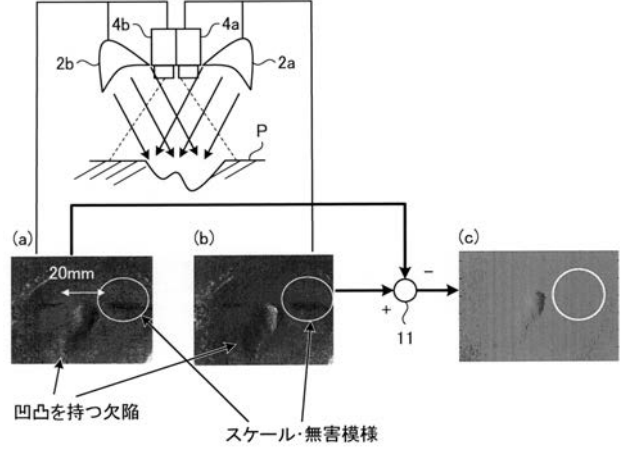 4b 4a
2b 2a
P
(a) (b) (c)
20mm
−
+
11
凹凸を持つ欠陥
スケール・無害模様